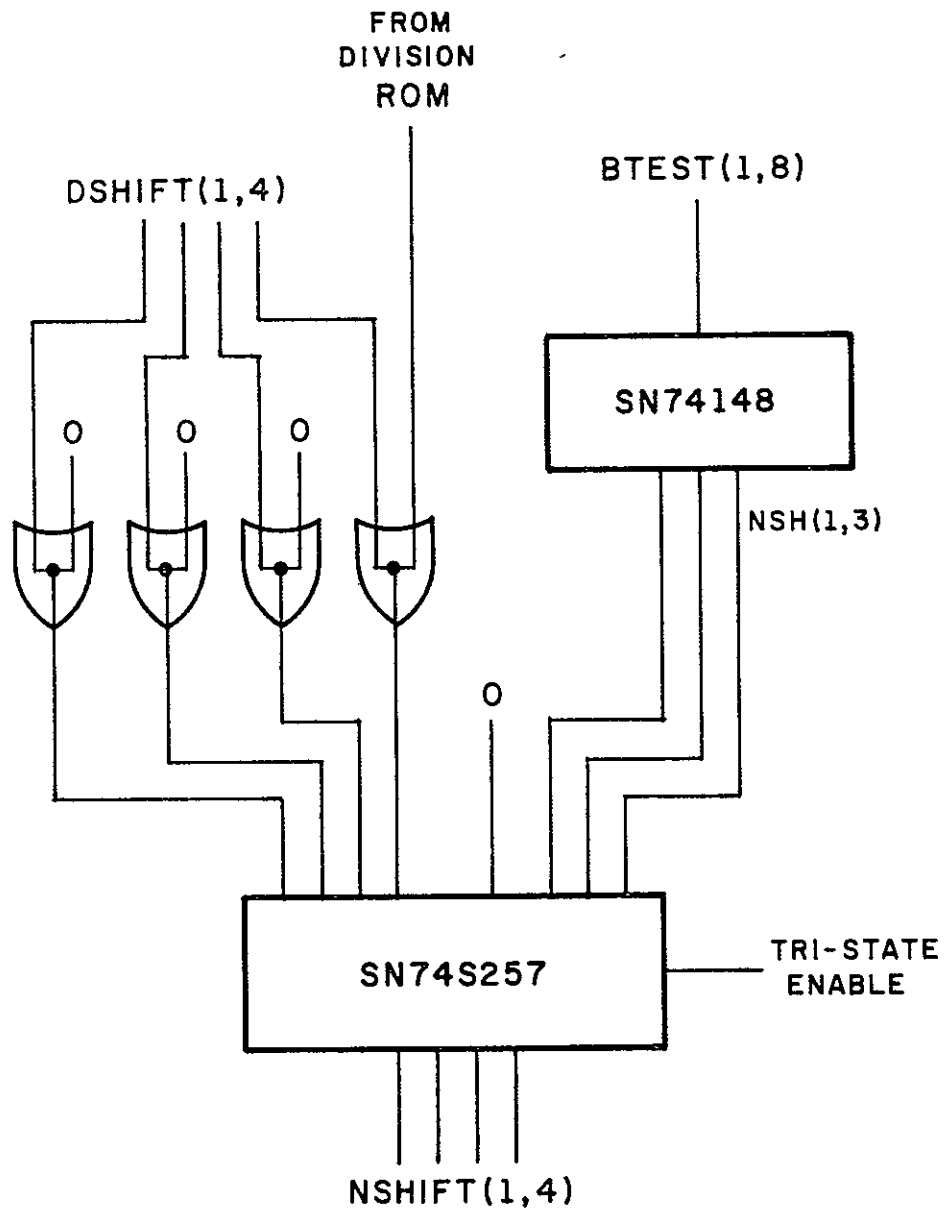 FROM
DIVISION
ROM
DSHIFT(1,4)
BTEST(1,8)
SN74148
0
0
0
NSH(1,3)
0
SN74S257
TRI-STATE
ENABLE
NSHIFT(1,4)